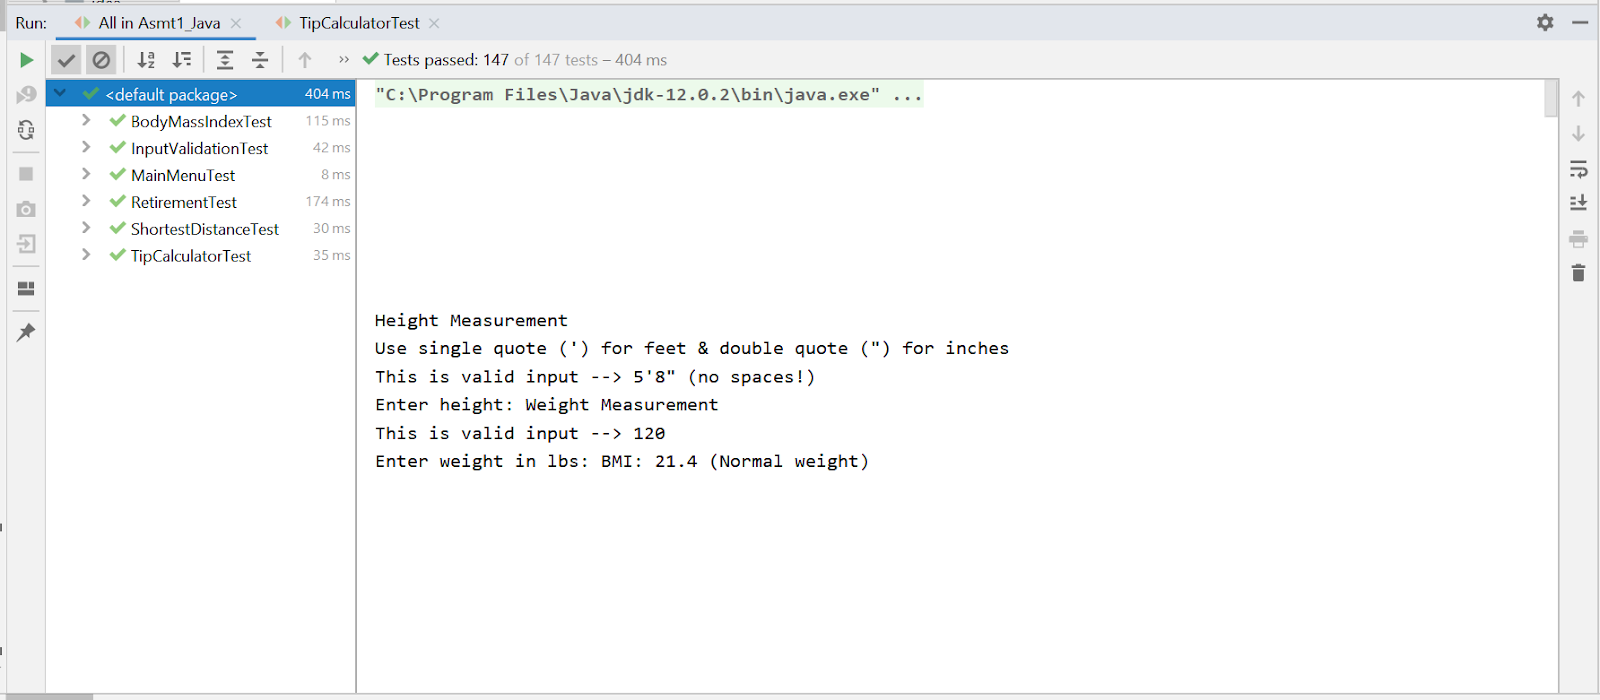 Run: All in Asmt1_Java TipCalculatorTest
Tests passed: 147 of 147 tests – 404 ms
<default package> 404 ms
BodyMassIndexTest 115 ms
InputValidationTest 42 ms
MainMenuTest 8 ms
RetirementTest 174 ms
ShortestDistanceTest 30 ms
TipCalculatorTest 35 ms
"C:\Program Files\Java\jdk-12.0.2\bin\java.exe" ...
Height Measurement
Use single quote (') for feet & double quote (") for inches
This is valid input --> 5'8" (no spaces!)
Enter height: Weight Measurement
This is valid input --> 120
Enter weight in lbs: BMI: 21.4 (Normal weight)